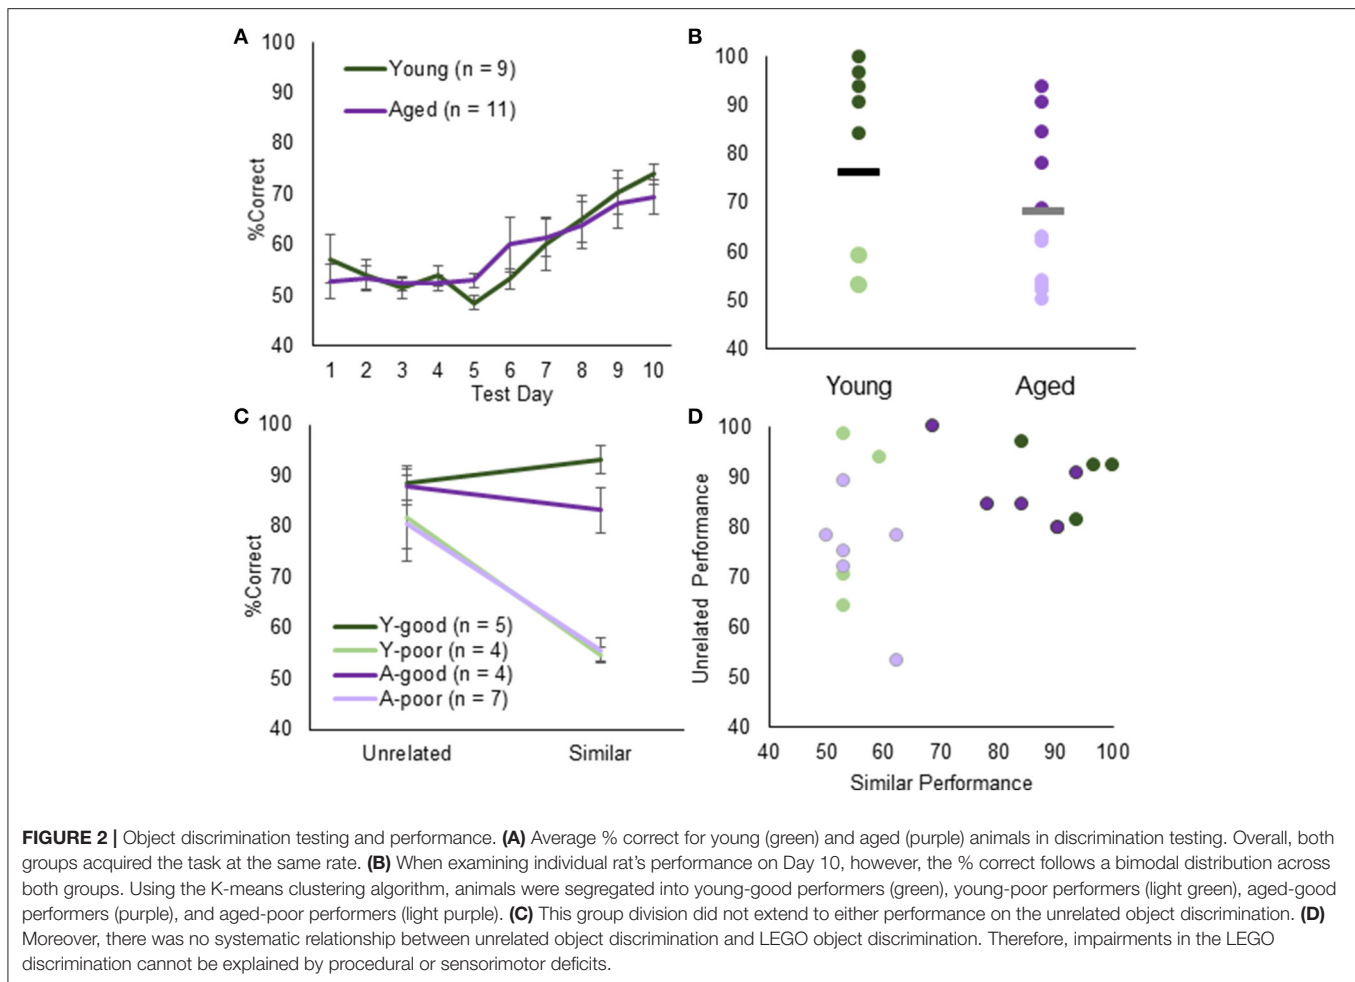 A
100
90
80
70
60
50
40
%Correct
Young (n = 9)
Aged (n = 11)
1 2 3 4 5 6 7 8 9 10
Test Day
B
100
90
80
70
60
50
40
Young Aged
C
100
90
80
70
60
50
40
%Correct
Y-good (n = 5)
Y-poor (n = 4)
A-good (n = 4)
A-poor (n = 7)
Unrelated Similar
D
100
90
80
70
60
50
40
Unrelated Performance
40 50 60 70 80 90 100
Similar Performance
FIGURE 2 | Object discrimination testing and performance. (A) Average % correct for young (green) and aged (purple) animals in discrimination testing. Overall, both
groups acquired the task at the same rate. (B) When examining individual rat's performance on Day 10, however, the % correct follows a bimodal distribution across
both groups. Using the K-means clustering algorithm, animals were segregated into young-good performers (green), young-poor performers (light green), aged-good
performers (purple), and aged-poor performers (light purple). (C) This group division did not extend to either performance on the unrelated object discrimination. (D)
Moreover, there was no systematic relationship between unrelated object discrimination and LEGO object discrimination. Therefore, impairments in the LEGO
discrimination cannot be explained by procedural or sensorimotor deficits.